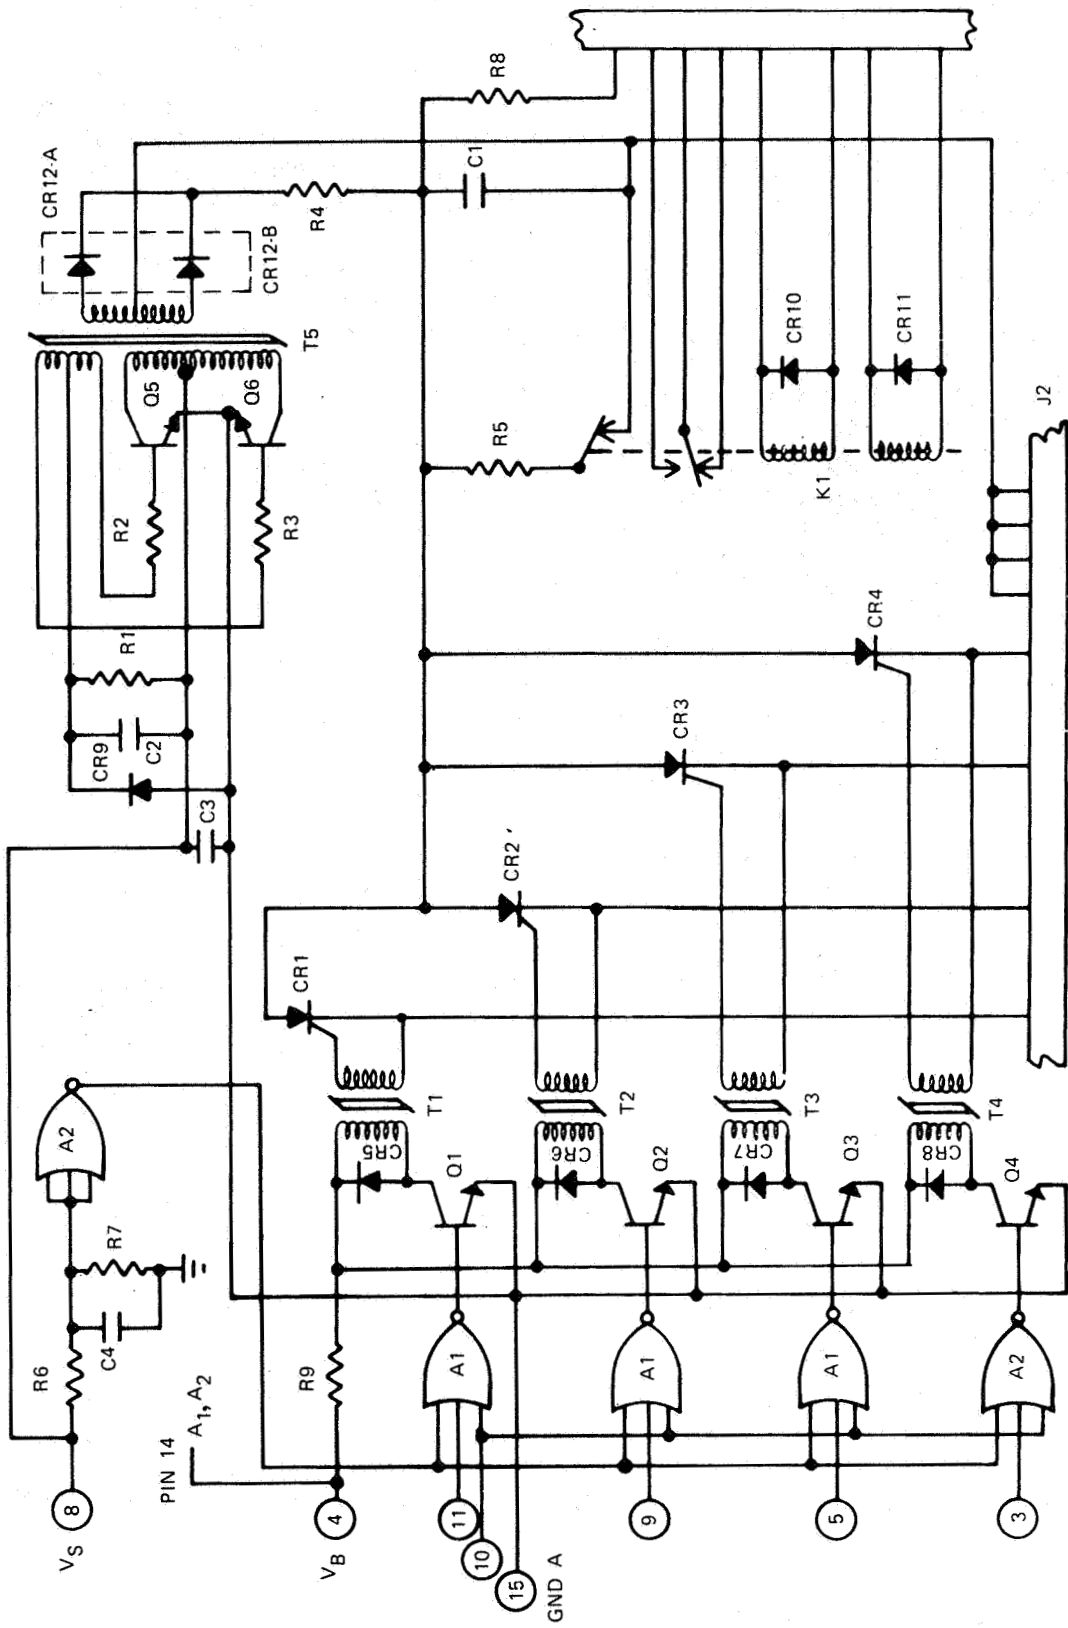 CR12-A
CR12-B
R8
R4
C1
T5
Q5
Q6
R2
R3
R1
CR9
C2
C3
R5
CR10
CR11
K1
J2
CR4
CR3
CR2
CR1
A2
R7
C4
R6
8
VS
PIN 14
A1, A2
R9
4
VB
T1
CR5
Q1
A1
11
10
15
GND A
T2
CR6
Q2
A1
9
T3
CR7
Q3
A1
5
T4
CR8
Q4
A2
3